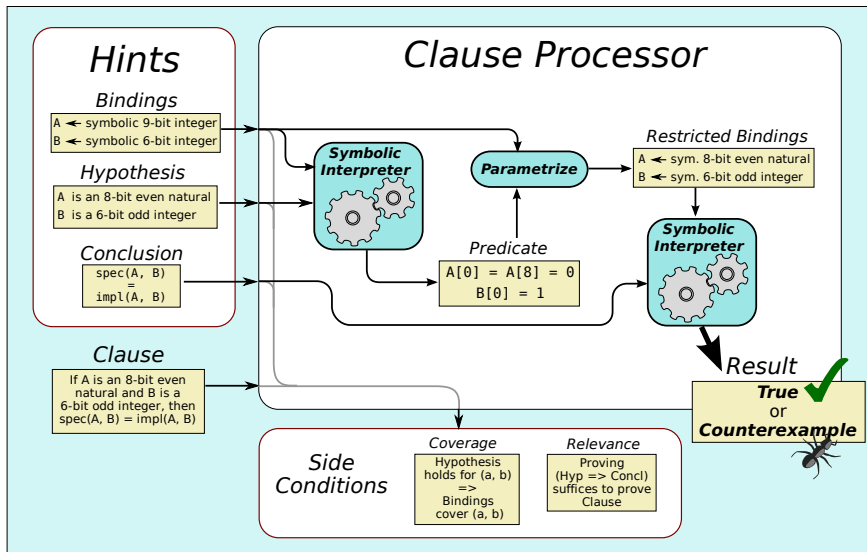 Hints
Bindings
A ← symbolic 9-bit integer
B ← symbolic 6-bit integer
Hypothesis
A is an 8-bit even natural
B is a 6-bit odd integer
Conclusion
spec(A, B)
=
impl(A, B)
Clause
If A is an 8-bit even
natural and B is a
6-bit odd integer, then
spec(A, B) = impl(A, B)
Clause Processor
Symbolic
Interpreter
Parametrize
Predicate
A[0] = A[8] = 0
B[0] = 1
Restricted Bindings
A ← sym. 8-bit even natural
B ← sym. 6-bit odd integer
Symbolic
Interpreter
Result
True
or
Counterexample
Side
Conditions
Coverage
Hypothesis
holds for (a, b)
=>
Bindings
cover (a, b)
Relevance
Proving
(Hyp => Concl)
suffices to prove
Clause